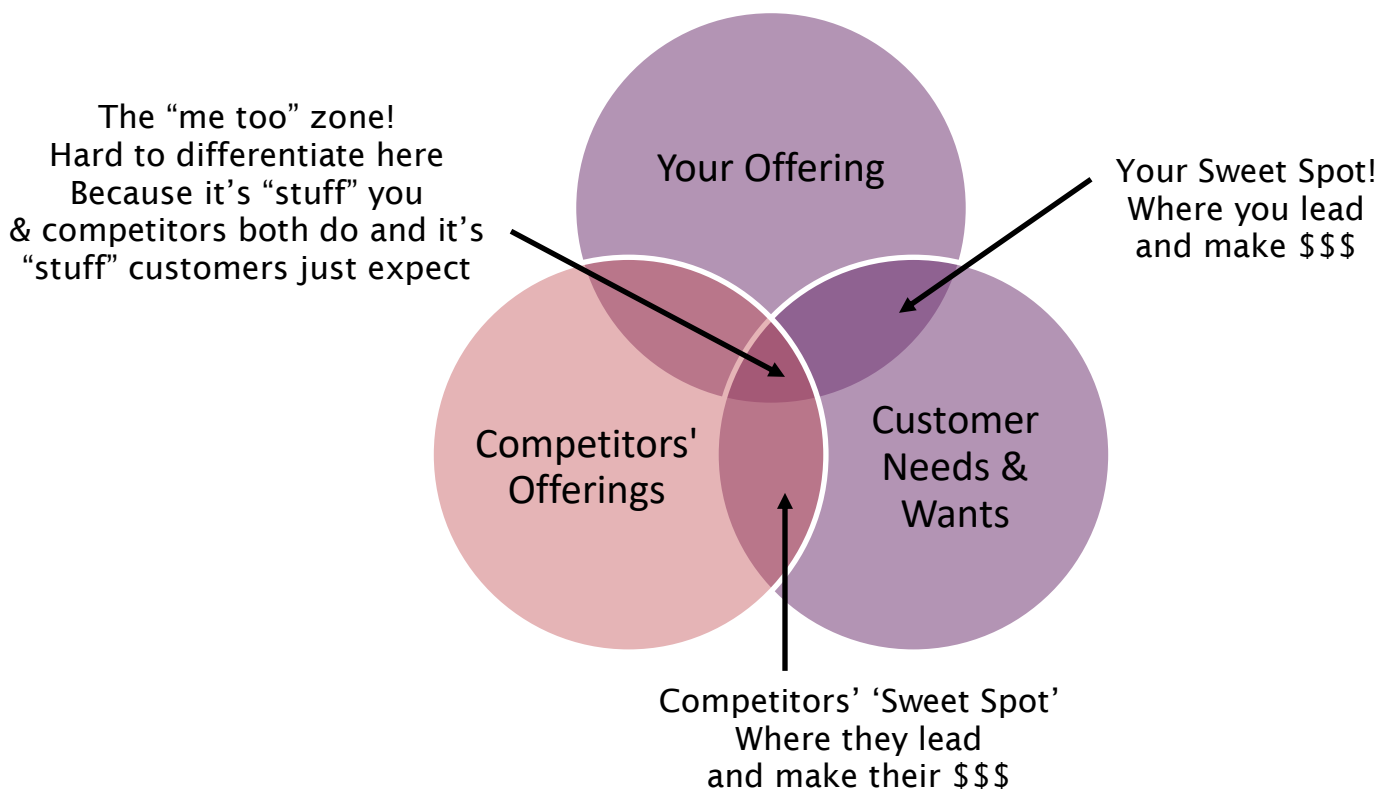 The “me too” zone!
Hard to differentiate here
Because it’s “stuff” you
& competitors both do and it’s
“stuff” customers just expect
Your Offering
Your Sweet Spot!
Where you lead
and make $$$
Competitors'
Offerings
Customer
Needs &
Wants
Competitors’ ‘Sweet Spot’
Where they lead
and make their $$$